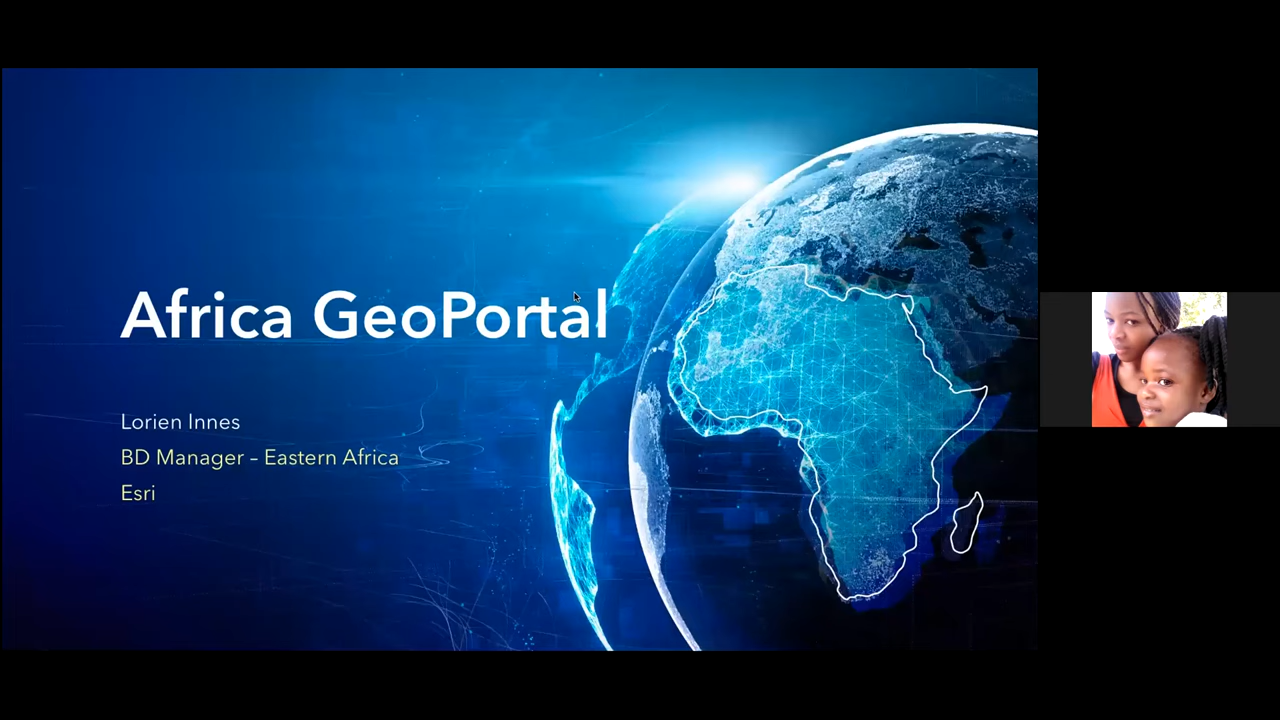 Africa GeoPortal
Lorien Innes
BD Manager – Eastern Africa
Esri